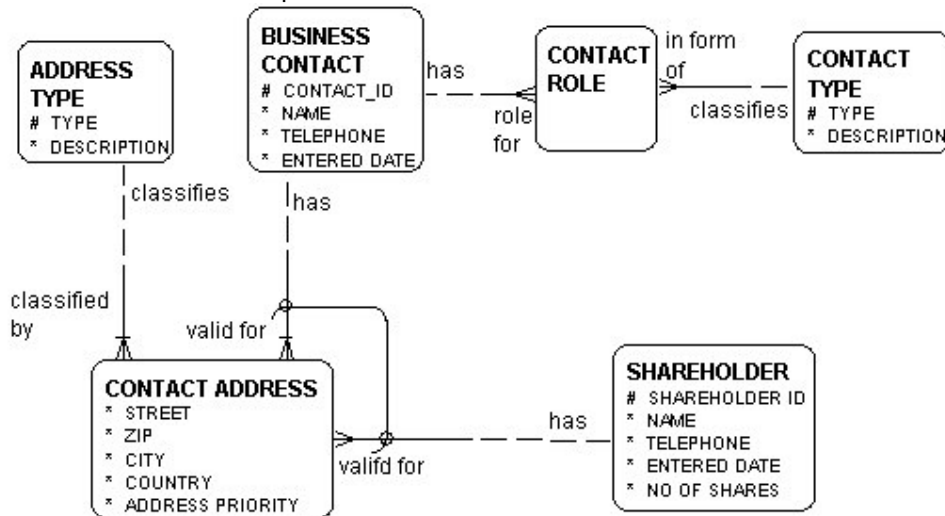 ADDRESS
TYPE
# TYPE
* DESCRIPTION
BUSINESS
CONTACT
# CONTACT_ID
* NAME
* TELEPHONE
* ENTERED DATE
has
role
for
CONTACT
ROLE
in form
of
classifies
CONTACT
TYPE
# TYPE
* DESCRIPTION
classifies
has
classified
by
valid for
CONTACT ADDRESS
* STREET
* ZIP
* CITY
* COUNTRY
* ADDRESS PRIORITY
has
valifd for
SHAREHOLDER
# SHAREHOLDER ID
* NAME
* TELEPHONE
* ENTERED DATE
* NO OF SHARES